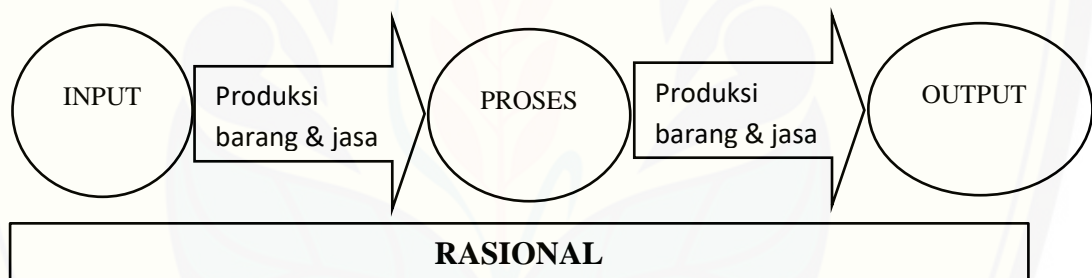 INPUT
Produksi
barang & jasa
PROSES
Produksi
barang & jasa
OUTPUT
RASIONAL